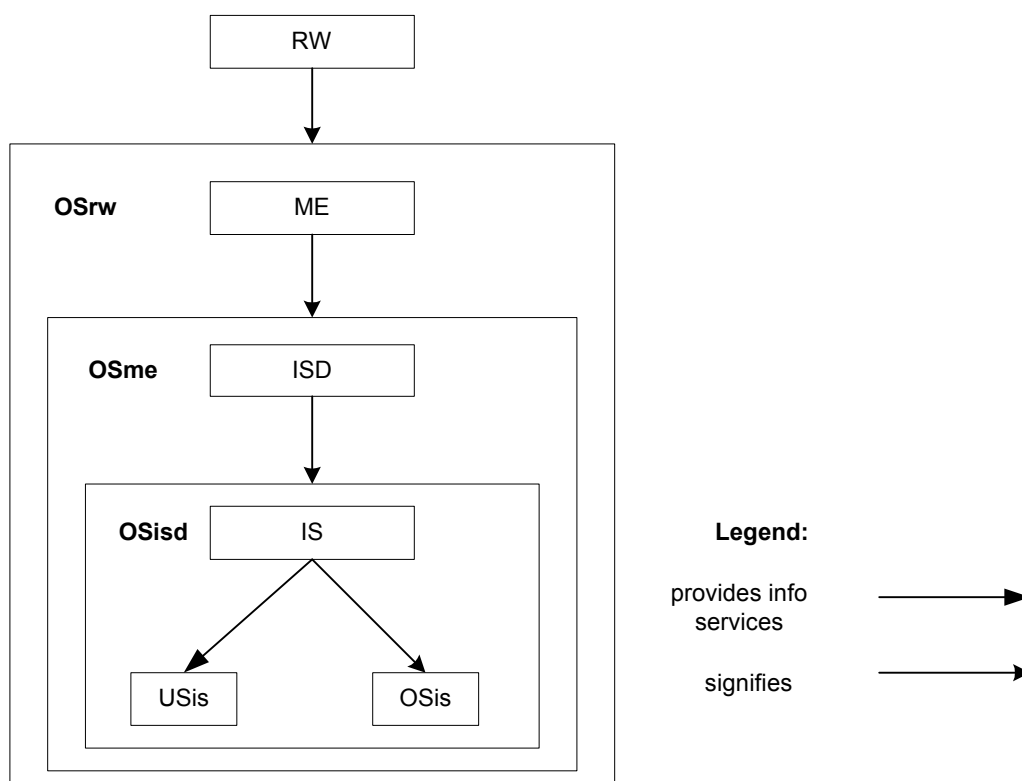 RW
OSrw
ME
OSme
ISD
OSisd
IS
USis
OSis
Legend:
provides info
services
signifies